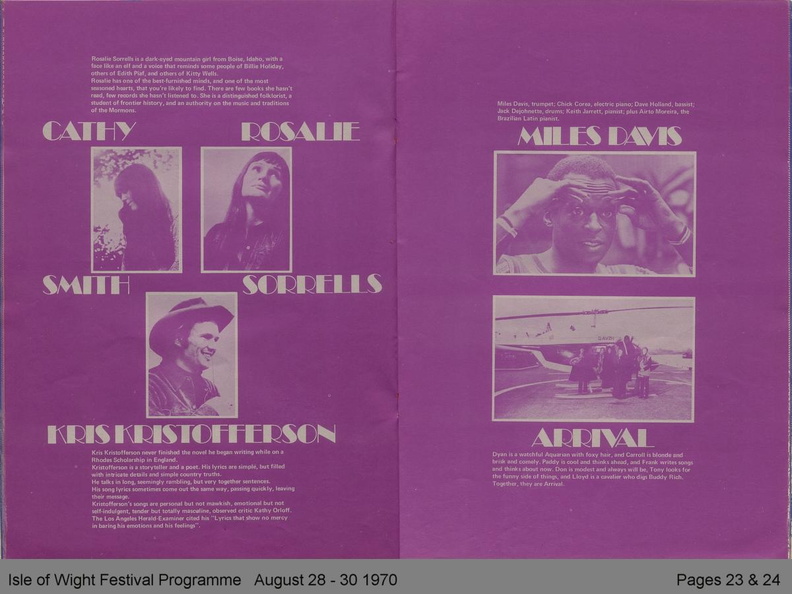 Rosalie Sorrells is a dark-eyed mountain girl from Boise, Idaho, with a
face like an elf and a voice that reminds some people of Billie Holiday,
others of Edith Piaf, and others of Kitty Wells.
Rosalie has one of the best-furnished minds, and one of the most
seasoned hearts, that you're likely to find. There are few books she hasn't
read, few records she hasn't listened to. She is a distinguished folklorist, a
student of frontier history, and an authority on the music and traditions
of the Mormons.
CATHY ROSALIE
SMITH SORRELLS
KRIS KRISTOFFERSON
Kris Kristofferson never finished the novel he began writing while on a
Rhodes Scholarship in England.
Kristofferson is a storyteller and a poet. His lyrics are simple, but filled
with intricate details and simple country truths.
He talks in long, seemingly rambling, but very together sentences.
His song lyrics sometimes come out the same way, passing quickly, leaving
their message.
Kristofferson's songs are personal but not mawkish, emotional but not
self-indulgent, tender but totally masculine, observed critic Kathy Orloff.
The Los Angeles Herald-Examiner cited his "Lyrics that show no mercy
in baring his emotions and his feelings".
Miles Davis, trumpet; Chick Corea, electric piano; Dave Holland, bassist;
Jack Dejohnette, drums; Keith Jarrett, pianist; plus Airto Moreira, the
Brazilian Latin pianist.
MILES DAVIS
ARRIVAL
Dyan is a watchful Aquarian with foxy hair, and Carroll is blonde and
brisk and comely. Paddy is cool and thinks ahead, and Frank writes songs
and thinks about now. Don is modest and always will be, Tony looks for
the funny side of things, and Lloyd is a cavalier who digs Buddy Rich.
Together, they are Arrival.
Isle of Wight Festival Programme August 28 - 30 1970
Pages 23 & 24